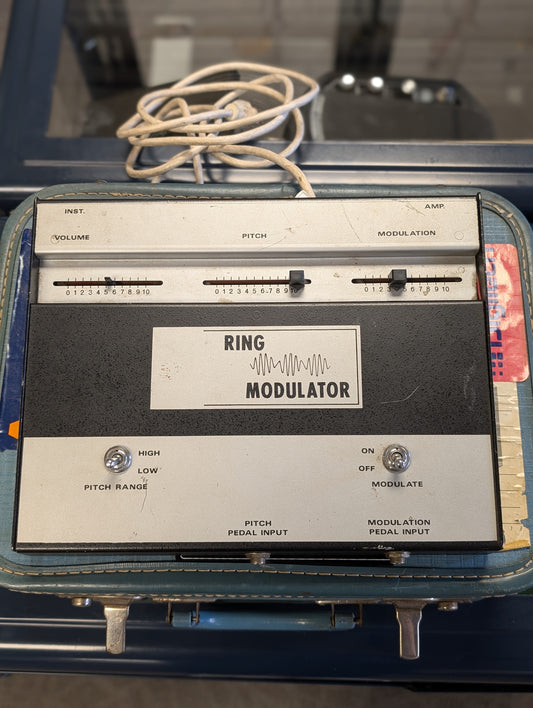 INST. AMP.
VOLUME PITCH MODULATION
0 1 2 3 4 5 6 7 8 9 10 0 1 2 3 4 5 6 7 8 9 10 0 1 2 3 4 5 6 7 8 9 10
RING
MODULATOR
HIGH ON
LOW OFF
PITCH RANGE MODULATE
PITCH MODULATION
PEDAL INPUT PEDAL INPUT